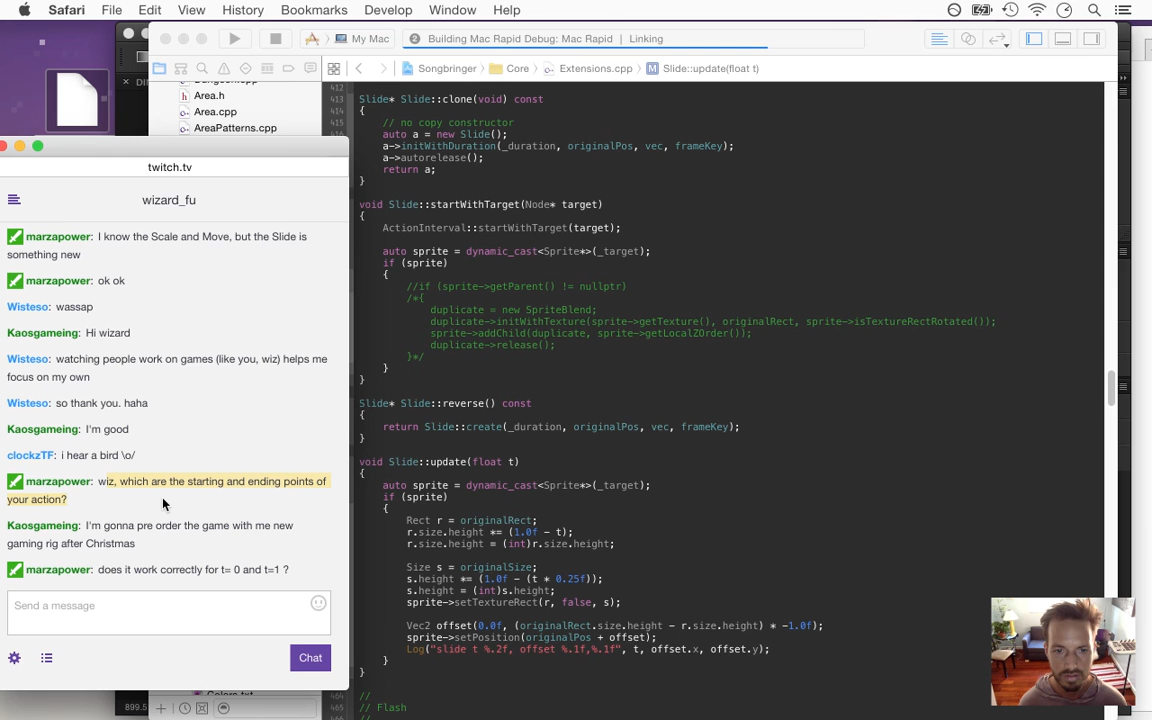 Safari File Edit View History Bookmarks Develop Window Help
My Mac
2 Building Mac Rapid Debug: Mac Rapid | Linking
Songbringer Core Extensions.cpp M Slide::update(float t)
Area.h
Area.cpp
AreaPatterns.cpp
twitch.tv
wizard_fu
marzapower: I know the Scale and Move, but the Slide is
something new
marzapower: ok ok
Wisteso: wassap
Kaosgameing: Hi wizard
Wisteso: watching people work on games (like you, wiz) helps me
focus on my own
Wisteso: so thank you. haha
Kaosgameing: I'm good
clockzTF: i hear a bird \o/
marzapower: wiz, which are the starting and ending points of
your action?
Kaosgameing: I'm gonna pre order the game with me new
gaming rig after Christmas
marzapower: does it work correctly for t= 0 and t=1 ?
Send a message
Chat
899.5
412
413
414
415
416
Slide* Slide::clone(void) const
{
// no copy constructor
auto a = new Slide();
a->initWithDuration(_duration, originalPos, vec, frameKey);
a->autorelease();
return a;
}
void Slide::startWithTarget(Node* target)
{
ActionInterval::startWithTarget(target);
auto sprite = dynamic_cast<Sprite*>(_target);
if (sprite)
{
//if (sprite->getParent() != nullptr)
/*{
duplicate = new SpriteBlend;
duplicate->initWithTexture(sprite->getTexture(), originalRect, sprite->isTextureRectRotated());
sprite->addChild(duplicate, sprite->getLocalZOrder());
duplicate->release();
}*/
}
}
Slide* Slide::reverse() const
{
return Slide::create(_duration, originalPos, vec, frameKey);
}
void Slide::update(float t)
{
auto sprite = dynamic_cast<Sprite*>(_target);
if (sprite)
{
Rect r = originalRect;
r.size.height *= (1.0f - t);
r.size.height = (int)r.size.height;
Size s = originalSize;
s.height *= (1.0f - (t * 0.25f));
s.height = (int)s.height;
sprite->setTextureRect(r, false, s);
Vec2 offset(0.0f, (originalRect.size.height - r.size.height) * -1.0f);
sprite->setPosition(originalPos + offset);
Log("slide t %.2f, offset %.1f,%.1f", t, offset.x, offset.y);
}
}
464 //
465 // Flash
466 //